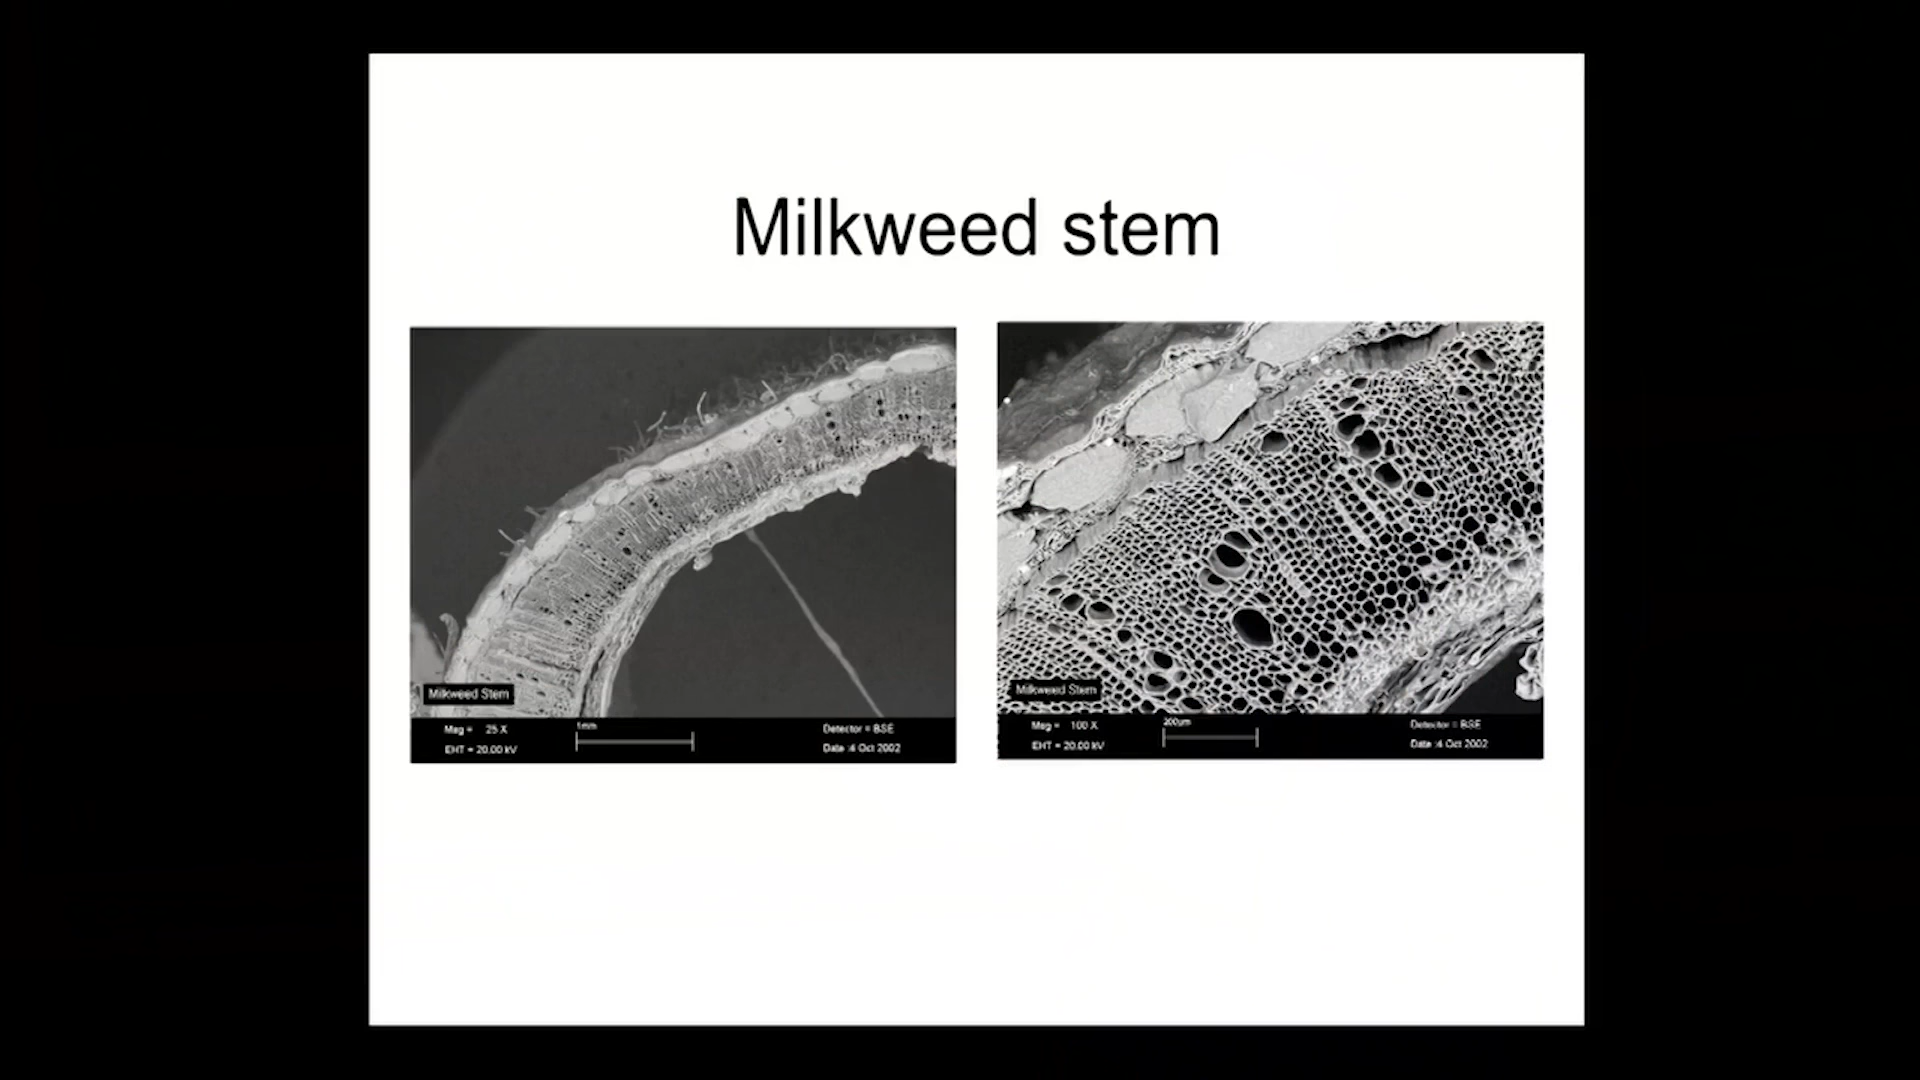 Milkweed stem
Milkweed Stem
Mag = 25 X
EHT = 20.00 kV
1mm
Detector = BSE
Date :4 Oct 2002
Milkweed Stem
Mag = 100 X
EHT = 20.00 kV
200µm
Detector = BSE
Date :4 Oct 2002